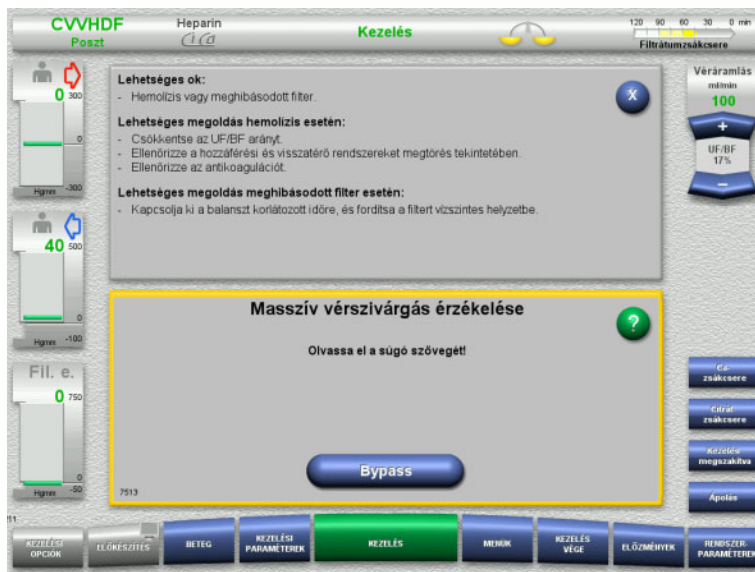 CVVHDF
Poszt
Heparin
Ci Ca
Kezelés
120 90 60 30 0 min
Filtrátumzsákcsere
0 300
0
Hgmm -300
40 500
0
Hgmm -100
Fil. e.
0 750
0
Hgmm -50
Lehetséges ok:
- Hemolízis vagy meghibásodott filter.
Lehetséges megoldás hemolízis esetén:
- Csökkentse az UF/BF arányt.
- Ellenőrizze a hozzáférési és visszatérő rendszereket megtörés tekintetében.
- Ellenőrizze az antikoagulációt.
Lehetséges megoldás meghibásodott filter esetén:
- Kapcsolja ki a balanszt korlátozott időre, és fordítsa a filtert vízszintes helyzetbe.
X
Masszív vérszivárgás érzékelése
?
Olvassa el a súgó szövegét!
Bypass
7513
Véráramlás
ml/min
100
+
UF/BF
17%
−
Ca-
zsákcsere
Citrát
zsákcsere
Kezelés
megszakítva
Ápolás
KEZELÉSI
OPCIÓK
ELŐKÉSZÍTÉS
BETEG
KEZELÉSI
PARAMÉTEREK
KEZELÉS
MENÜK
KEZELÉS
VÉGE
ELŐZMÉNYEK
RENDSZER-
PARAMÉTEREK